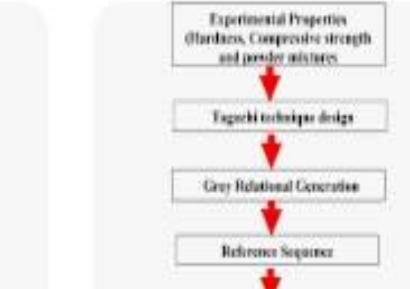 Experimental Properties
(Hardness, Compressive strength
and powder mixtures
Taguchi technique design
Grey Relational Generation
Reference Sequence